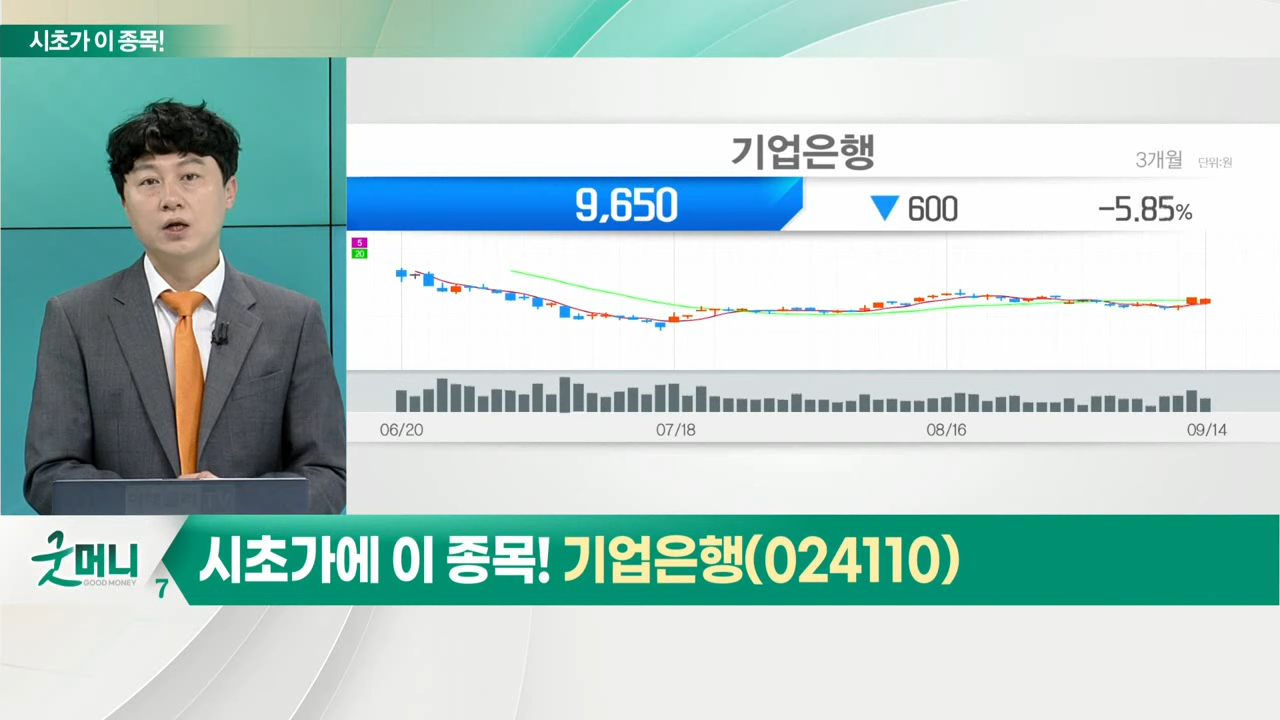 시초가 이 종목!
기업은행
3개월 단위:원
9,650 ▼600 -5.85%
5
20
06/20 07/18 08/16 09/14
굿머니
GOOD MONEY
7
시초가에 이 종목! 기업은행(024110)